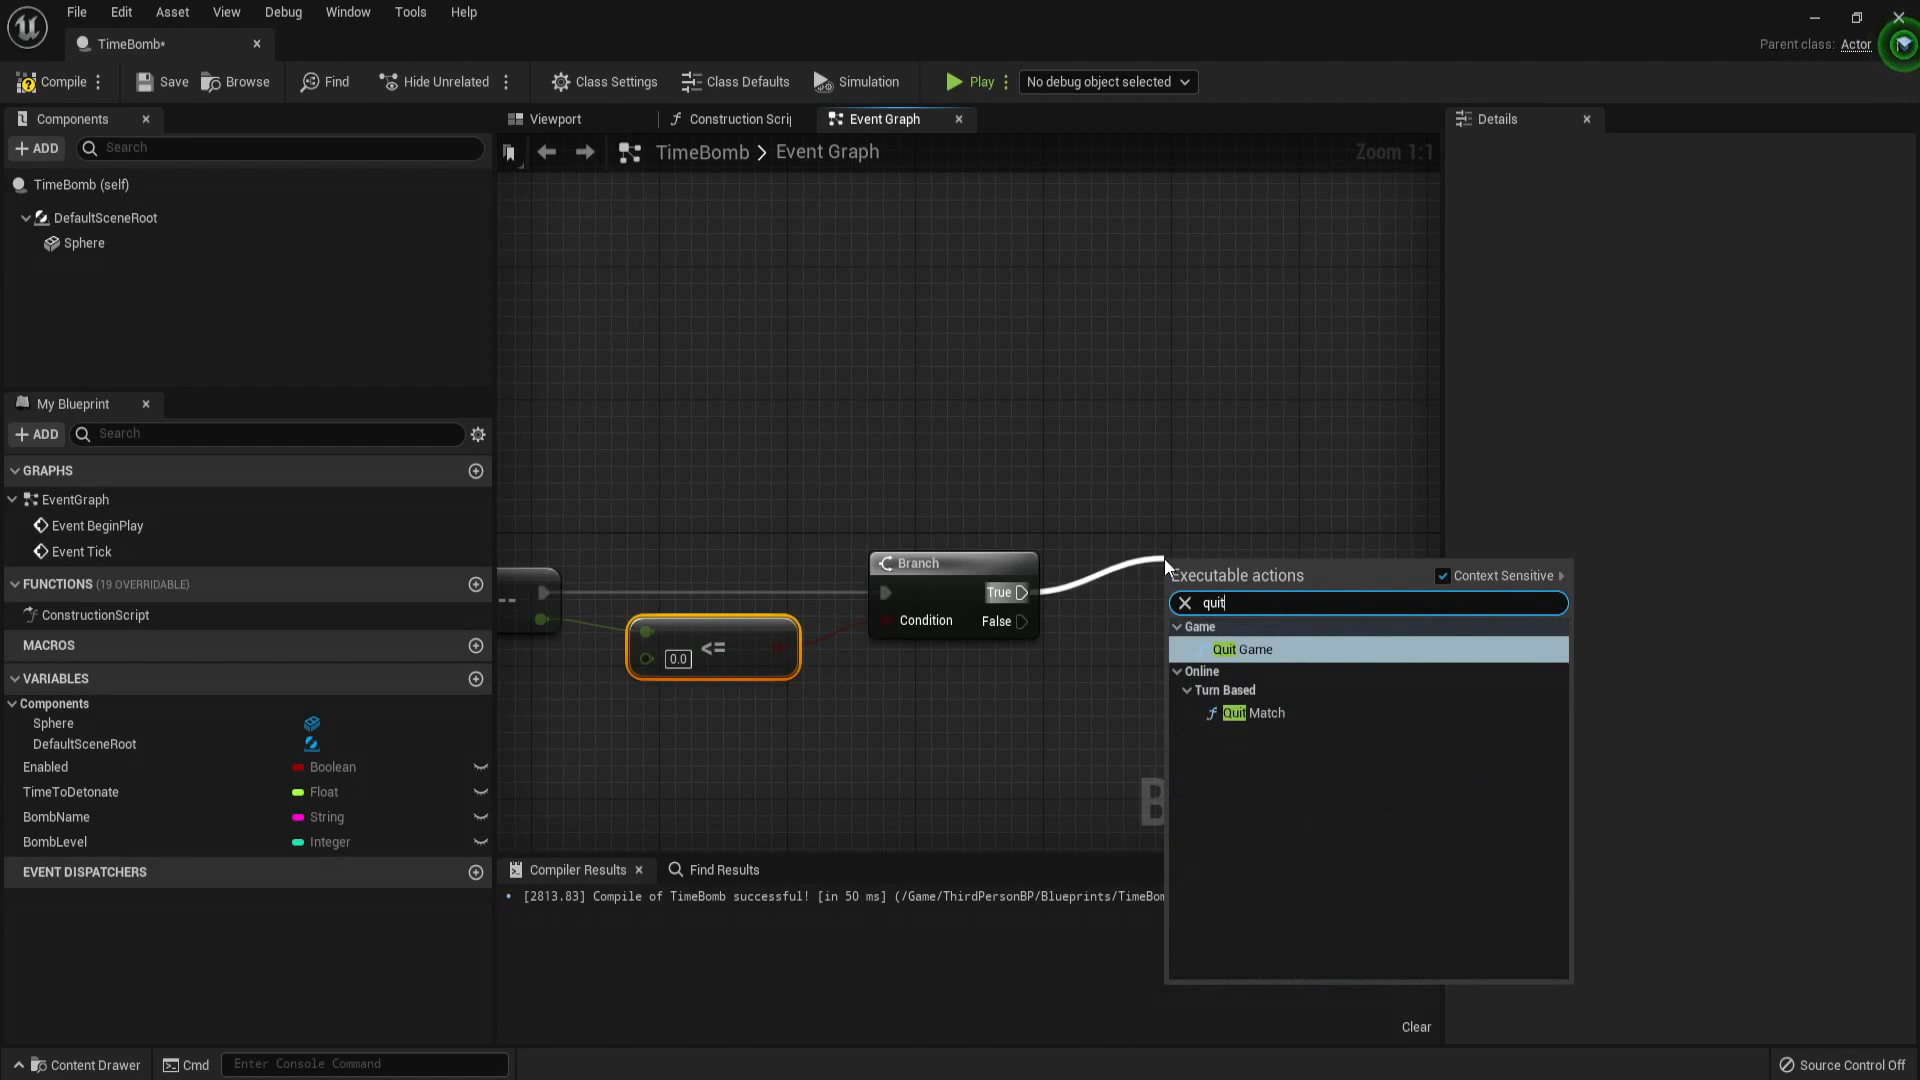 File Edit Asset View Debug Window Tools Help
TimeBomb*
Parent class: Actor
Compile Save Browse Find Hide Unrelated Class Settings Class Defaults Simulation Play No debug object selected
Components
Viewport Construction Scrip Event Graph
Details
ADD Search
TimeBomb > Event Graph
Zoom 1:1
TimeBomb (self)
DefaultSceneRoot
Sphere
My Blueprint
ADD Search
GRAPHS
EventGraph
Event BeginPlay
Event Tick
FUNCTIONS (19 OVERRIDABLE)
ConstructionScript
MACROS
VARIABLES
Components
Sphere
DefaultSceneRoot
Enabled Boolean
TimeToDetonate Float
BombName String
BombLevel Integer
EVENT DISPATCHERS
--
0.0 <=
Branch
True
Condition False
B
Executable actions
Context Sensitive
quit
Game
Quit Game
Online
Turn Based
Quit Match
Compiler Results Find Results
[2813.83] Compile of TimeBomb successful! [in 50 ms] (/Game/ThirdPersonBP/Blueprints/TimeBom
Clear
Content Drawer Cmd Enter Console Command
Source Control Off